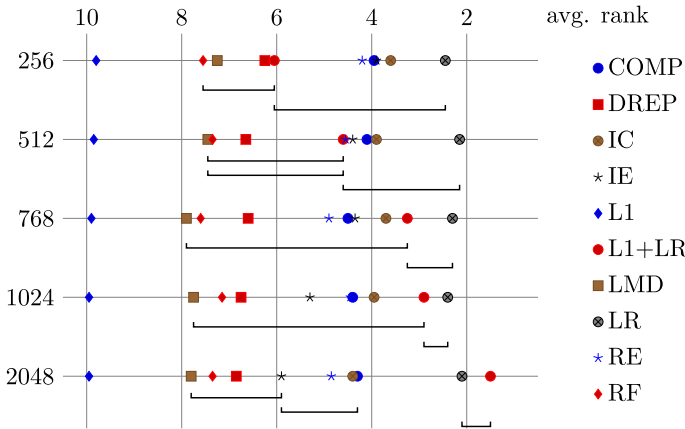 10 8 6 4 2 avg. rank
256
COMP
DREP
512
IC
IE
L1
768
L1+LR
LMD
1024
LR
RE
2048
RF